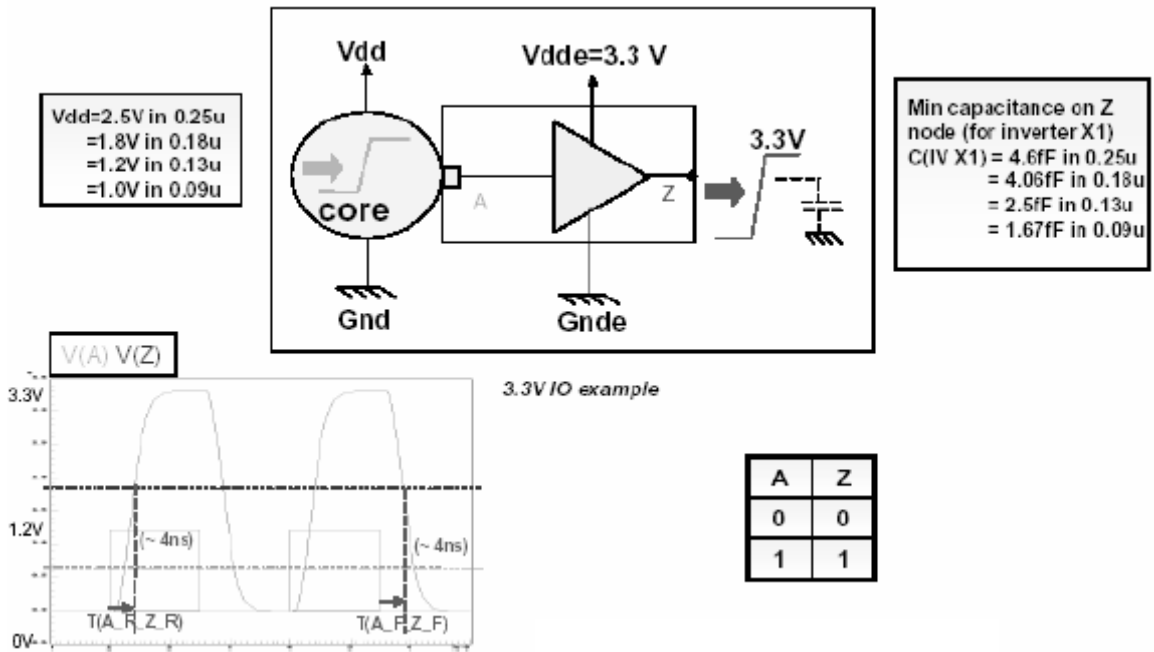 Vdd
Vdde=3.3 V
Vdd=2.5V in 0.25u
=1.8V in 0.18u
=1.2V in 0.13u
=1.0V in 0.09u
core
A
Z
3.3V
Gnd
Gnde
Min capacitance on Z
node (for inverter X1)
C(IV X1) = 4.6fF in 0.25u
= 4.06fF in 0.18u
= 2.5fF in 0.13u
= 1.67fF in 0.09u
V(A) V(Z)
3.3V IO example
3.3V
1.2V
(~ 4ns)
(~ 4ns)
T(A_R_Z_R)
T(A_F_Z_F)
0V
A Z
0 0
1 1